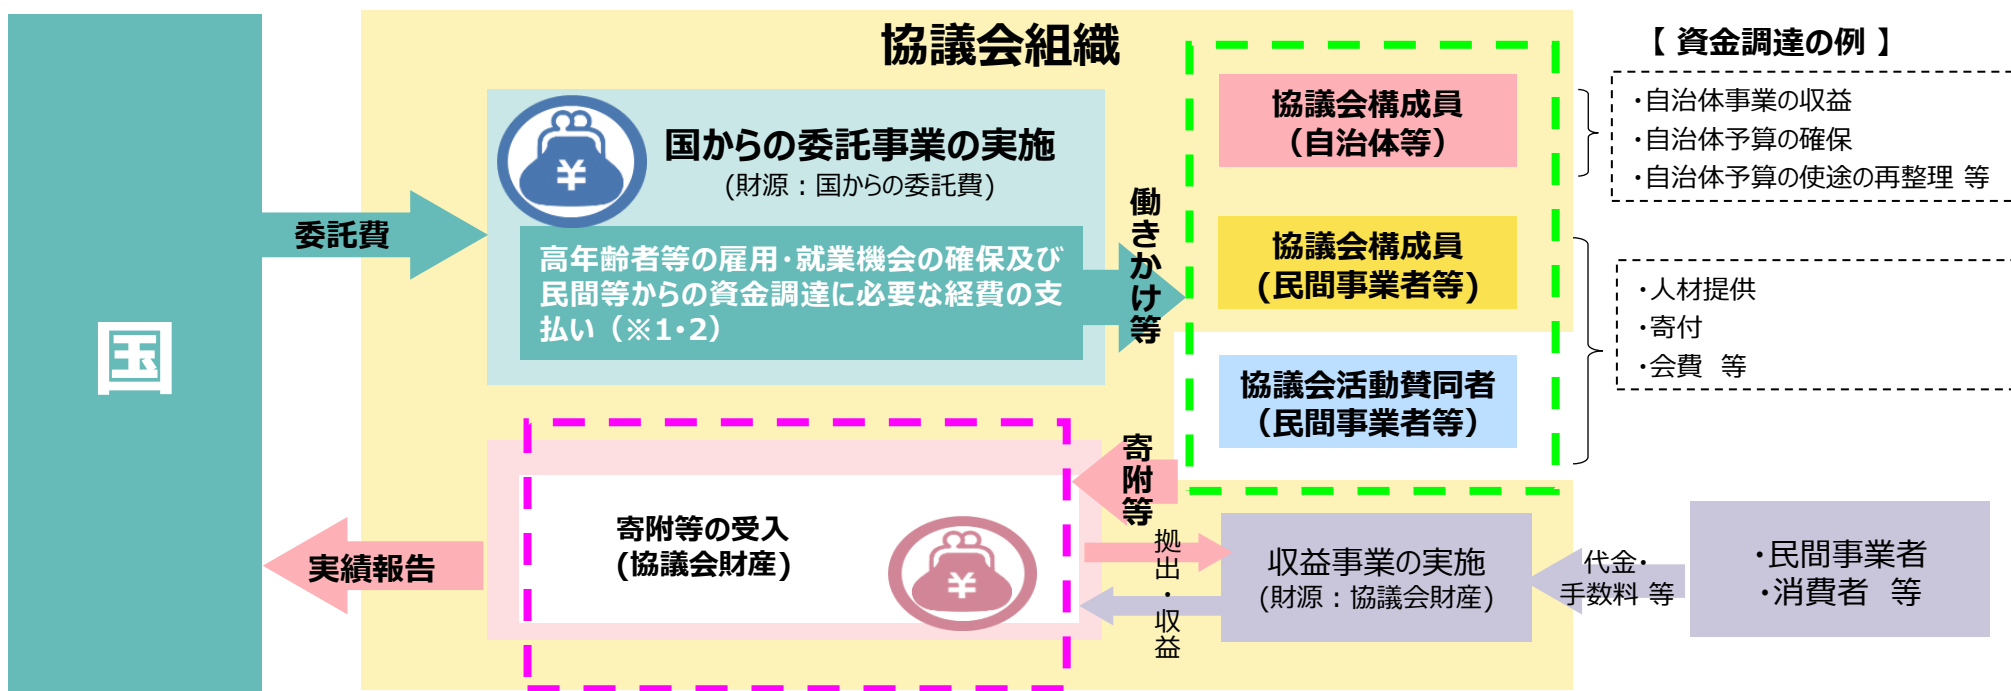 国
委託費
実績報告
協議会組織
国からの委託事業の実施
(財源：国からの委託費)
高年齢者等の雇用・就業機会の確保及び
民間等からの資金調達に必要な経費の支
払い（※1・2）
働きかけ等
協議会構成員
（自治体等）
協議会構成員
(民間事業者等)
協議会活動賛同者
（民間事業者等）
【 資金調達の例 】
・自治体事業の収益
・自治体予算の確保
・自治体予算の使途の再整理 等
・人材提供
・寄付
・会費 等
寄附等
寄附等の受入
(協議会財産)
拠出・収益
収益事業の実施
(財源：協議会財産)
代金・
手数料 等
・民間事業者
・消費者 等
¥
¥